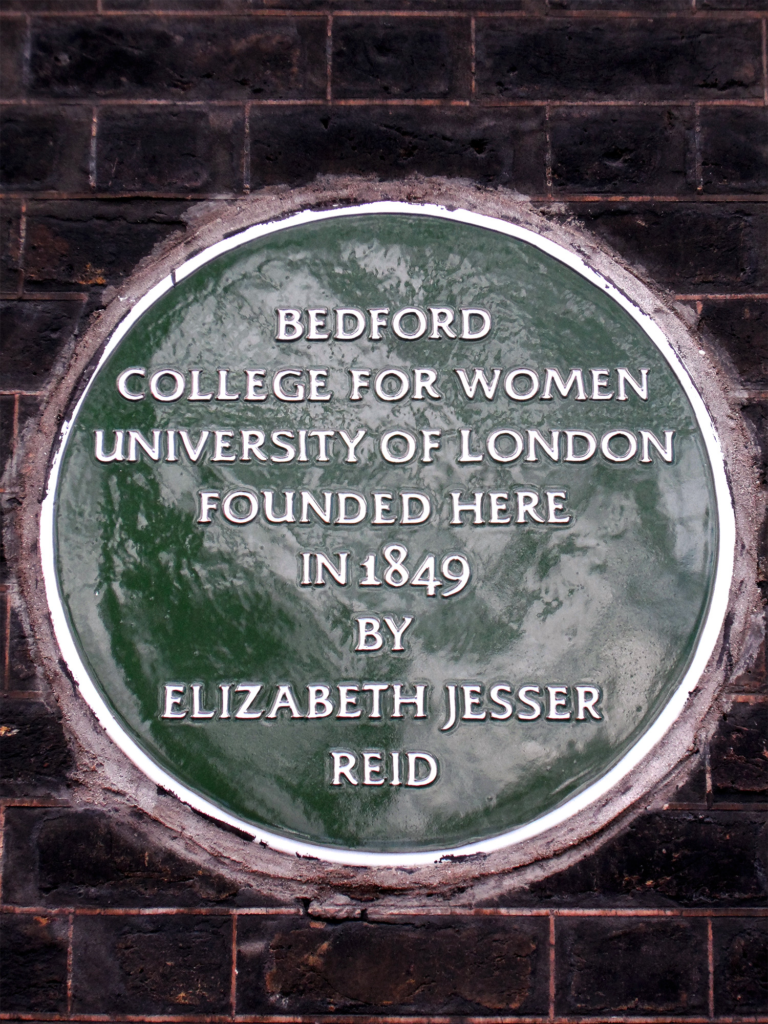 BEDFORD
COLLEGE FOR WOMEN
UNIVERSITY OF LONDON
FOUNDED HERE
IN 1849
BY
ELIZABETH JESSER
REID